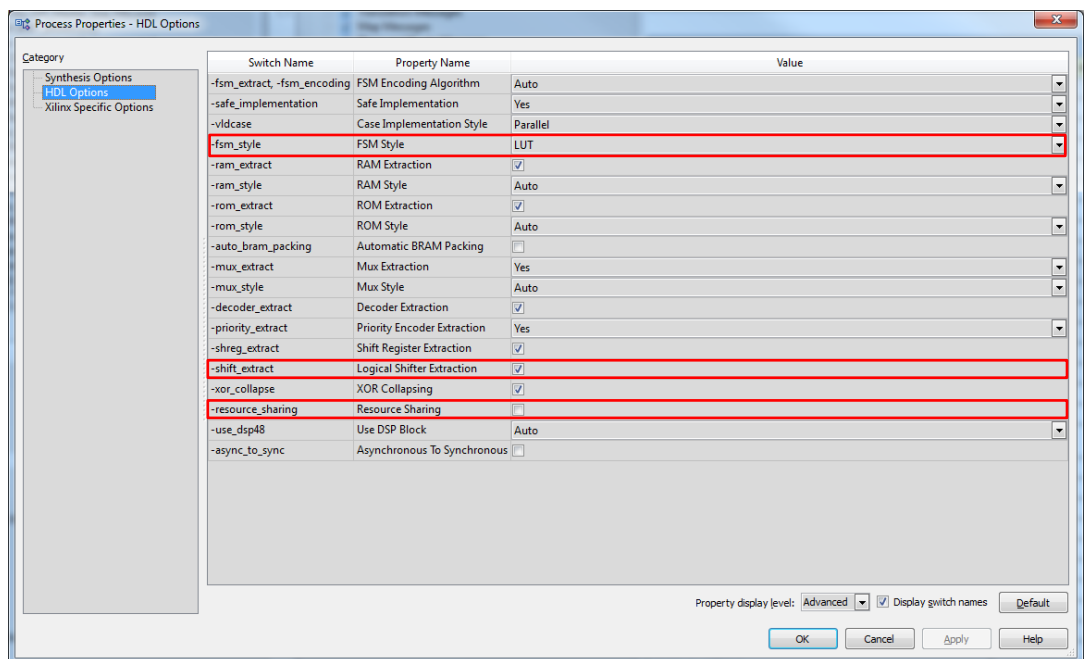 Process Properties - HDL Options
Category
Synthesis Options
HDL Options
Xilinx Specific Options
Switch Name Property Name Value
-fsm_extract, -fsm_encoding FSM Encoding Algorithm Auto
-safe_implementation Safe Implementation Yes
-vldcase Case Implementation Style Parallel
-fsm_style FSM Style LUT
-ram_extract RAM Extraction
-ram_style RAM Style Auto
-rom_extract ROM Extraction
-rom_style ROM Style Auto
-auto_bram_packing Automatic BRAM Packing
-mux_extract Mux Extraction Yes
-mux_style Mux Style Auto
-decoder_extract Decoder Extraction
-priority_extract Priority Encoder Extraction Yes
-shreg_extract Shift Register Extraction
-shift_extract Logical Shifter Extraction
-xor_collapse XOR Collapsing
-resource_sharing Resource Sharing
-use_dsp48 Use DSP Block Auto
-async_to_sync Asynchronous To Synchronous
Property display level: Advanced Display switch names Default
OK Cancel Apply Help